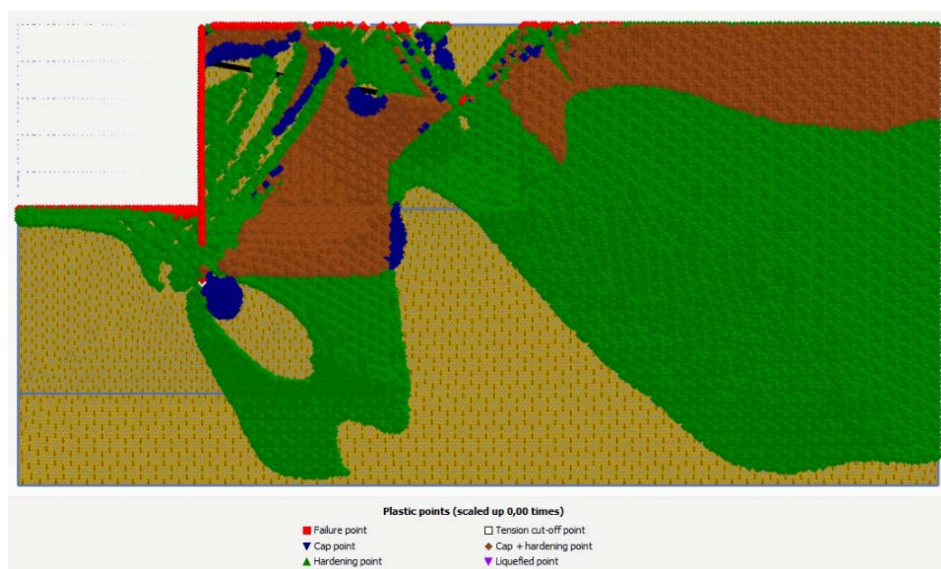 Plastic points (scaled up 0,00 times)
Failure point
Tension cut-off point
Cap point
Cap + hardening point
Hardening point
Liquefied point